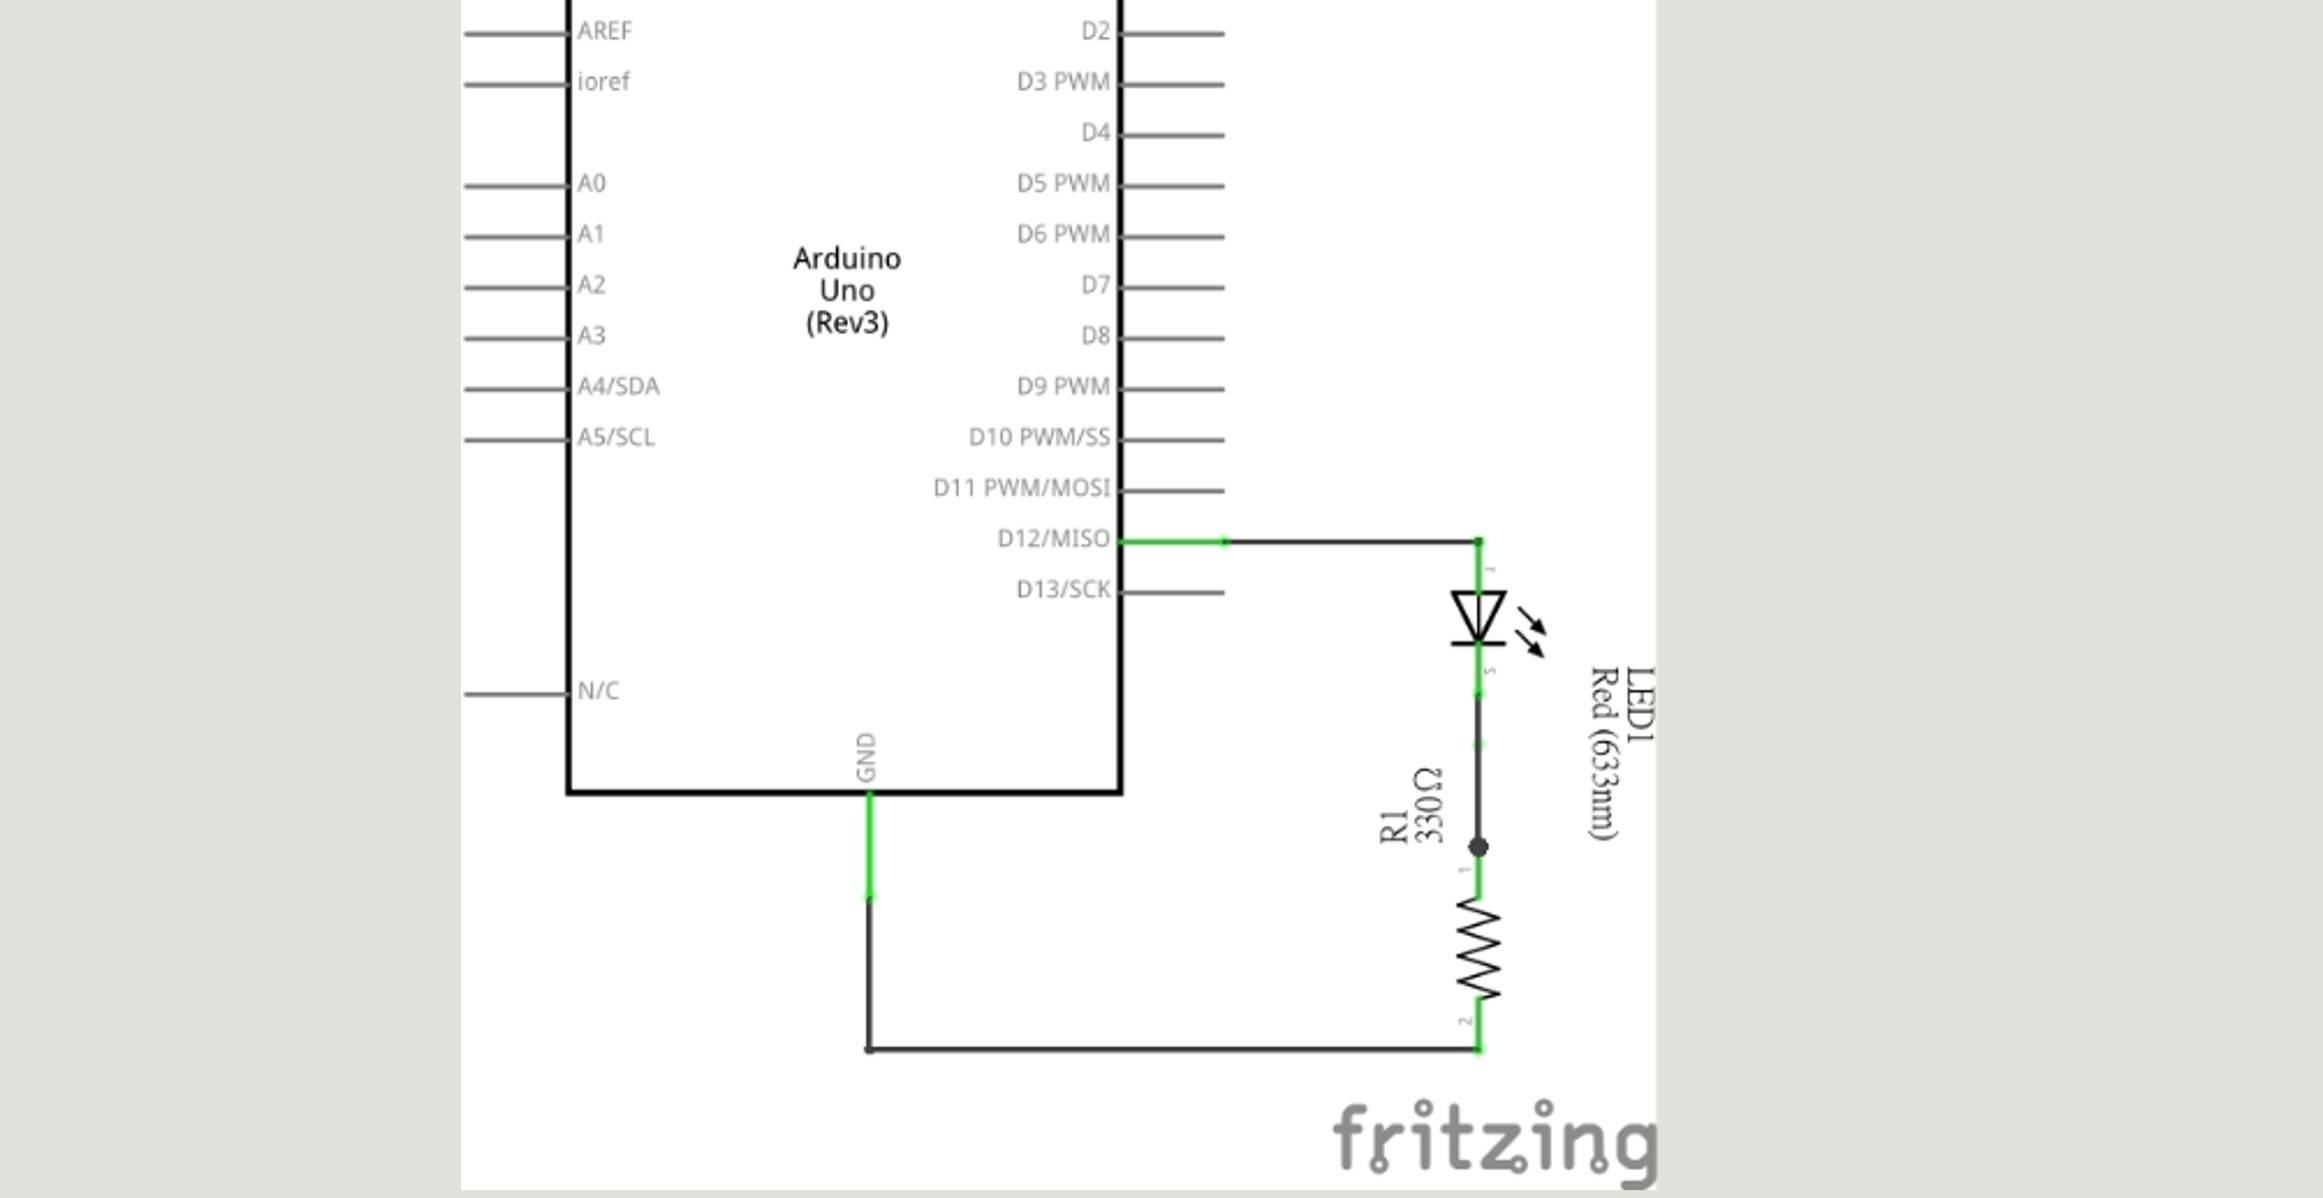 AREF
ioref
A0
A1
A2
A3
A4/SDA
A5/SCL
N/C
Arduino
Uno
(Rev3)
GND
D2
D3 PWM
D4
D5 PWM
D6 PWM
D7
D8
D9 PWM
D10 PWM/SS
D11 PWM/MOSI
D12/MISO
D13/SCK
LED1
Red (633nm)
R1
330Ω
1
2
fritzing